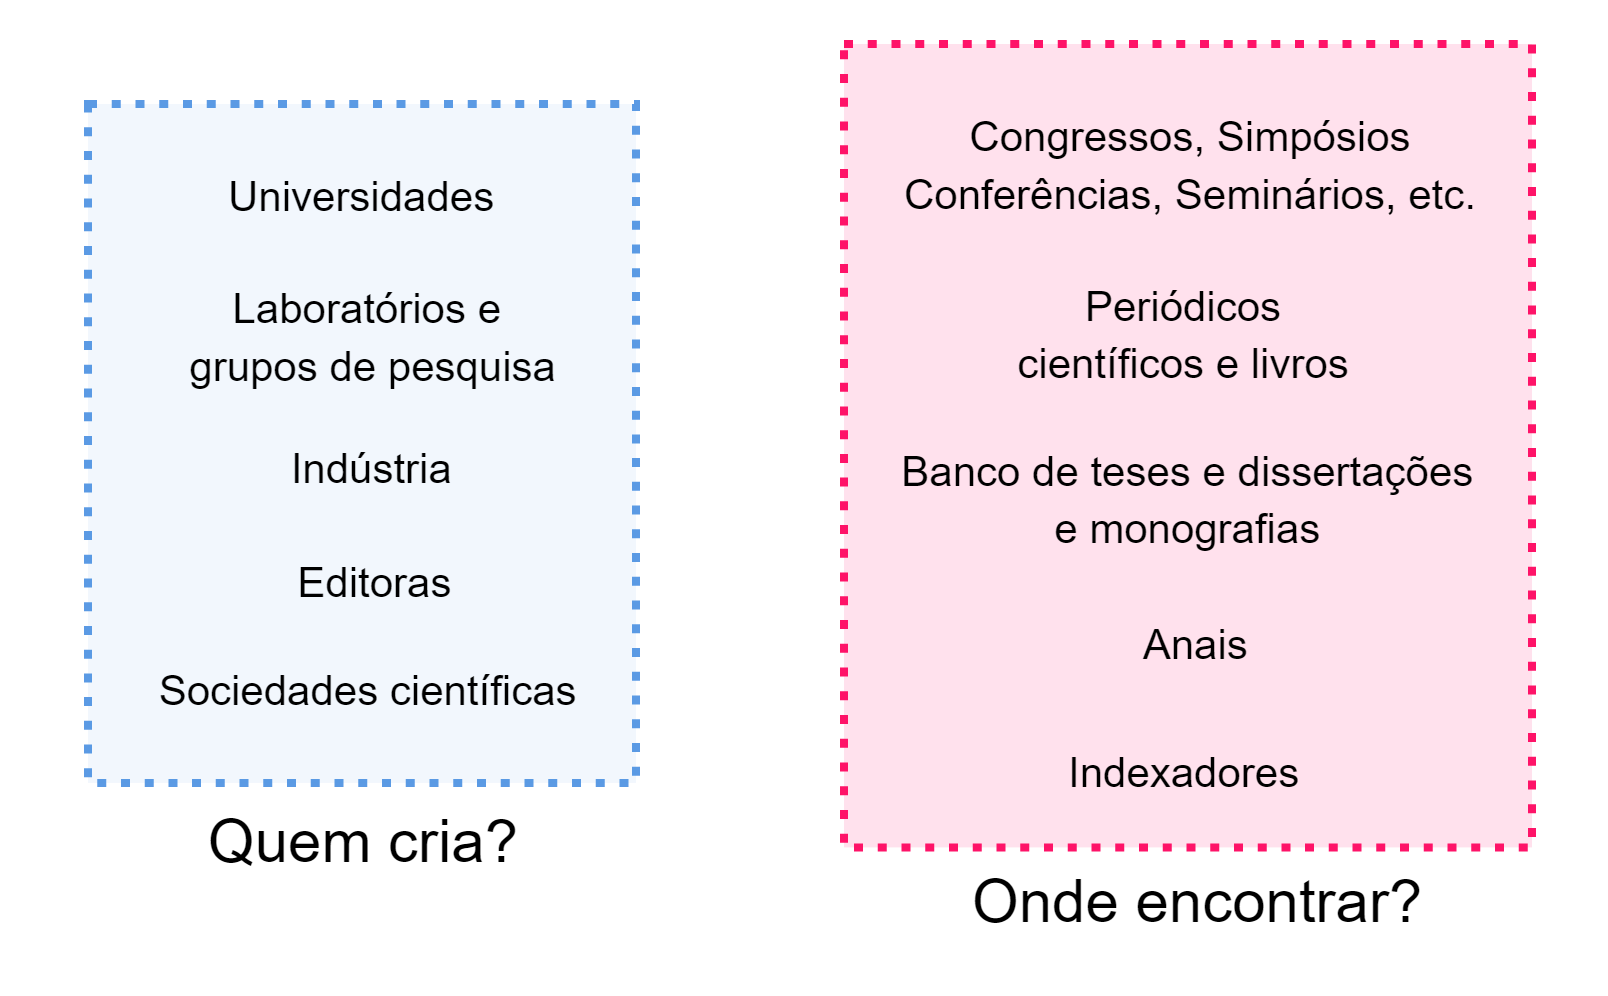 Universidades
Laboratórios e
grupos de pesquisa
Indústria
Editoras
Sociedades científicas
Quem cria?
Congressos, Simpósios
Conferências, Seminários, etc.
Periódicos
científicos e livros
Banco de teses e dissertações
e monografias
Anais
Indexadores
Onde encontrar?